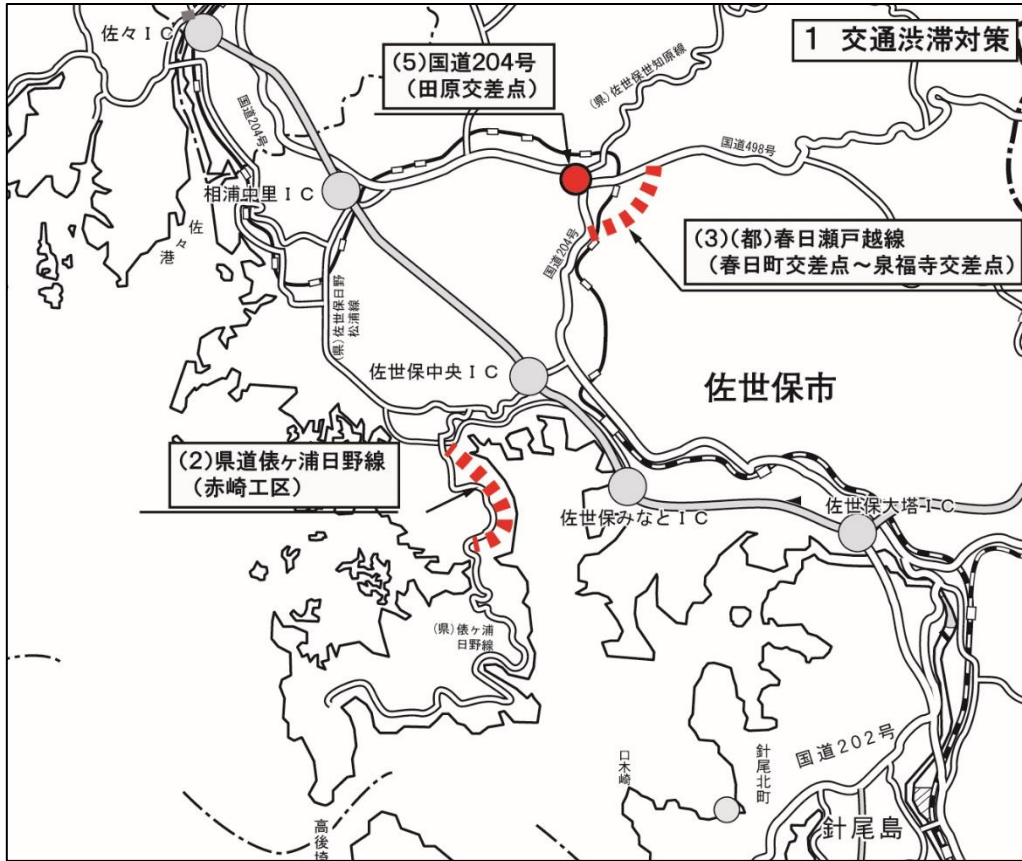 佐々ＩＣ
1 交通渋滞対策
(5)国道204号
(田原交差点)
(県)佐世保世知原線
国道204号
国道498号
相浦中里ＩＣ
佐々港
(3)(都)春日瀬戸越線
(春日町交差点～泉福寺交差点)
国道204号
(県)佐世保日野
松浦線
佐世保中央ＩＣ
佐世保市
(2)県道俵ヶ浦日野線
(赤崎工区)
佐世保みなとＩＣ
佐世保大塔ＩＣ
(県)俵ヶ浦
日野線
国道202号
口木崎
針尾北町
針尾島